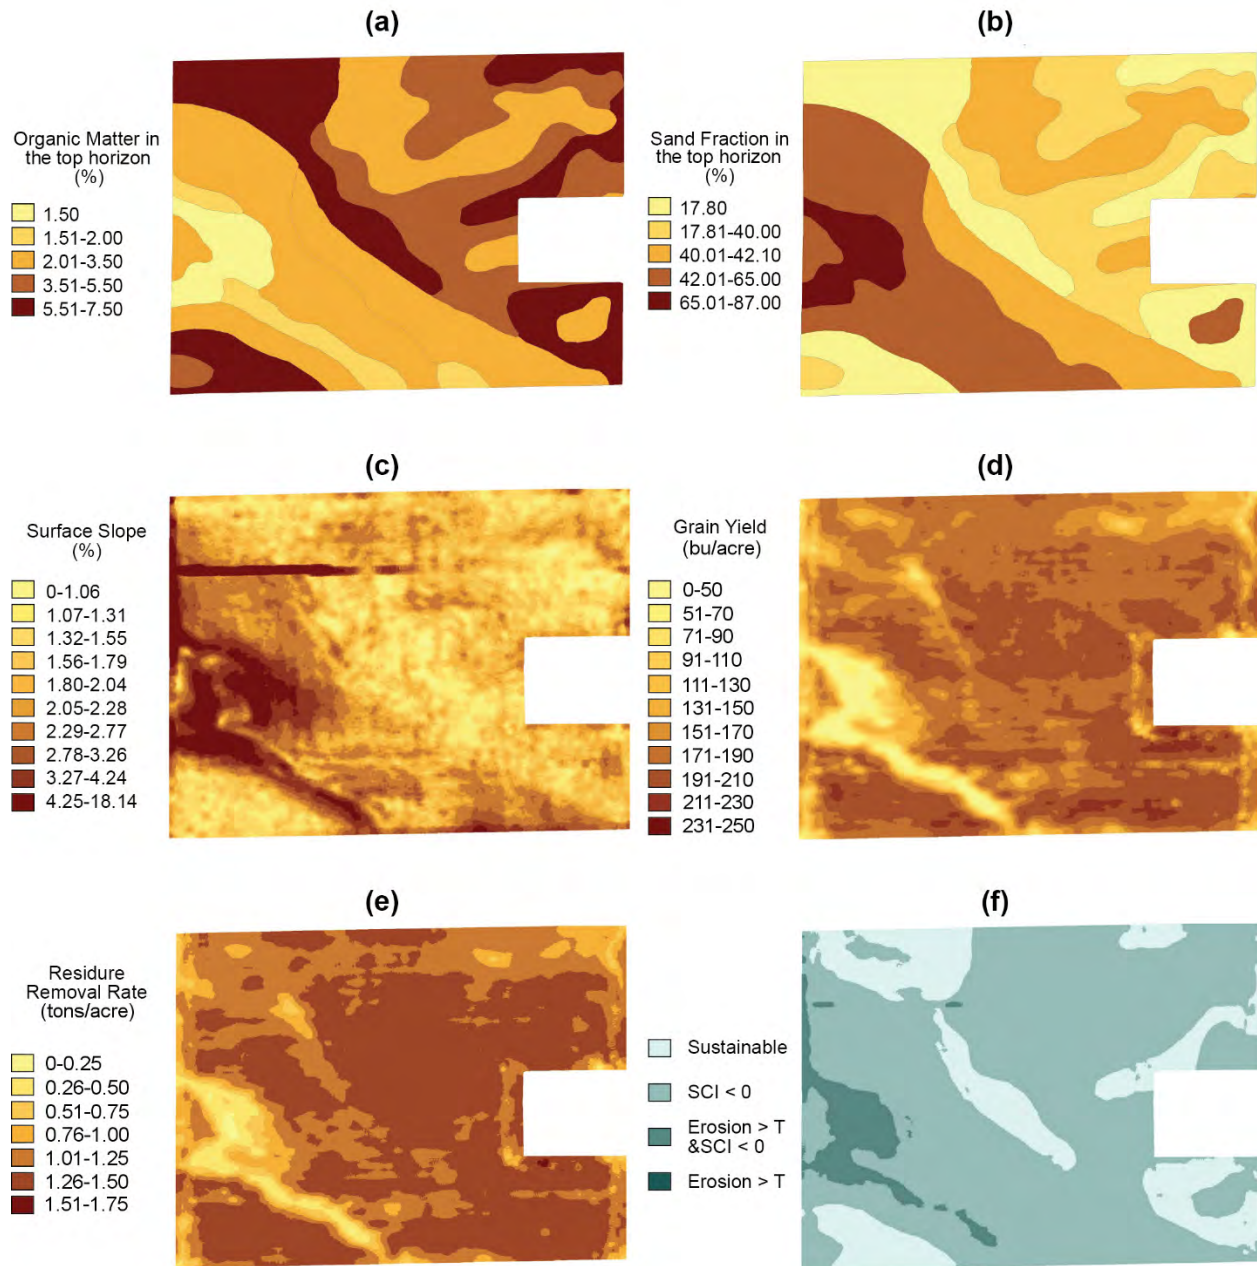 (a)
Organic Matter in
the top horizon
(%)
1.50
1.51-2.00
2.01-3.50
3.51-5.50
5.51-7.50
(b)
Sand Fraction in
the top horizon
(%)
17.80
17.81-40.00
40.01-42.10
42.01-65.00
65.01-87.00
(c)
Surface Slope
(%)
0-1.06
1.07-1.31
1.32-1.55
1.56-1.79
1.80-2.04
2.05-2.28
2.29-2.77
2.78-3.26
3.27-4.24
4.25-18.14
(d)
Grain Yield
(bu/acre)
0-50
51-70
71-90
91-110
111-130
131-150
151-170
171-190
191-210
211-230
231-250
(e)
Residure
Removal Rate
(tons/acre)
0-0.25
0.26-0.50
0.51-0.75
0.76-1.00
1.01-1.25
1.26-1.50
1.51-1.75
(f)
Sustainable
SCI < 0
Erosion > T
&SCI < 0
Erosion > T